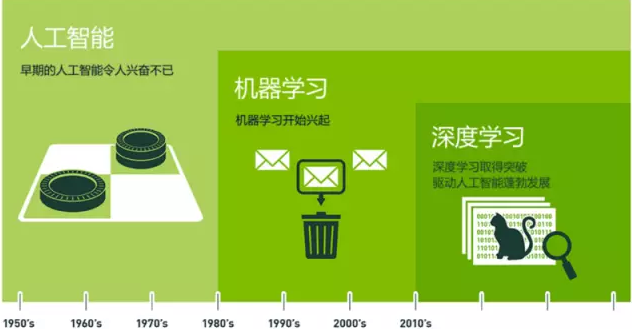 人工智能
早期的人工智能令人兴奋不已
机器学习
机器学习开始兴起
深度学习
深度学习取得突破
驱动人工智能蓬勃发展
1950's
1960's
1970's
1980's
1990's
2000's
2010's